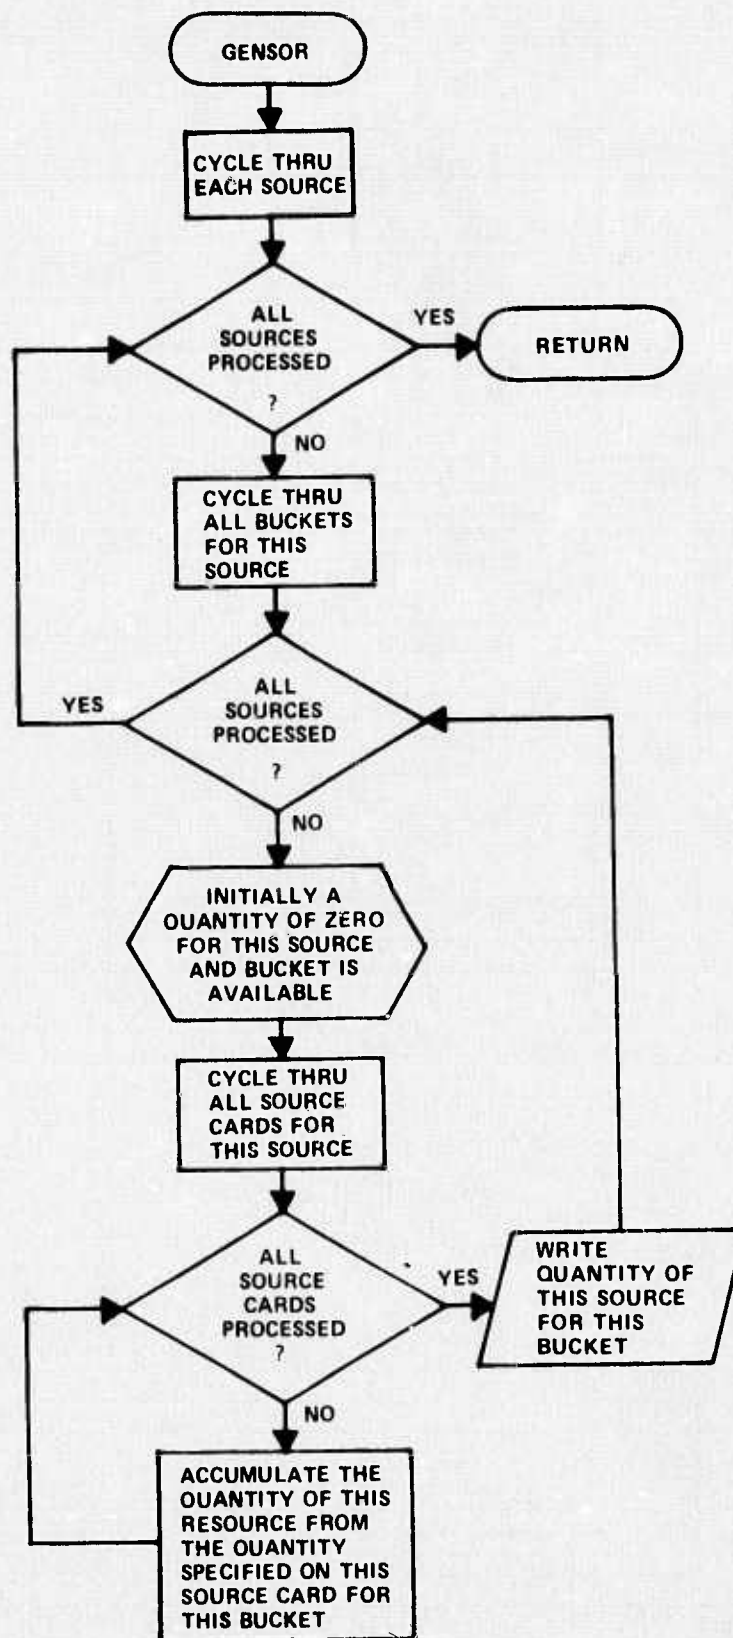 GENSOR
CYCLE THRU
EACH SOURCE
ALL
SOURCES
PROCESSED
?
YES
RETURN
NO
CYCLE THRU
ALL BUCKETS
FOR THIS
SOURCE
ALL
SOURCES
PROCESSED
?
YES
NO
INITIALLY A
QUANTITY OF ZERO
FOR THIS SOURCE
AND BUCKET IS
AVAILABLE
CYCLE THRU
ALL SOURCE
CARDS FOR
THIS SOURCE
ALL
SOURCE
CARDS
PROCESSED
?
YES
WRITE
QUANTITY OF
THIS SOURCE
FOR THIS
BUCKET
NO
ACCUMULATE THE
QUANTITY OF THIS
RESOURCE FROM
THE QUANTITY
SPECIFIED ON THIS
SOURCE CARD FOR
THIS BUCKET